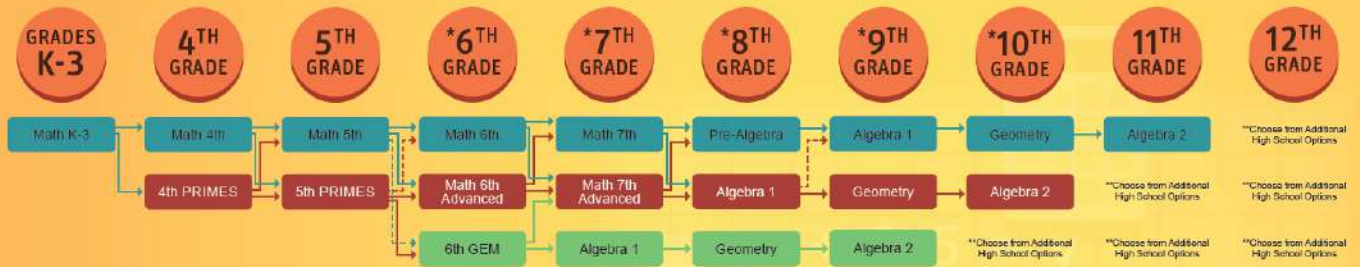 GRADES
K-3
4TH
GRADE
5TH
GRADE
*6TH
GRADE
*7TH
GRADE
*8TH
GRADE
*9TH
GRADE
*10TH
GRADE
11TH
GRADE
12TH
GRADE
Math K-3
Math 4th
Math 5th
Math 6th
Math 7th
Pre-Algebra
Algebra 1
Geometry
Algebra 2
**Choose from Additional
High School Options
4th PRIMES
5th PRIMES
Math 6th
Advanced
Math 7th
Advanced
Algebra 1
Geometry
Algebra 2
**Choose from Additional
High School Options
**Choose from Additional
High School Options
6th GEM
Algebra 1
Geometry
Algebra 2
**Choose from Additional
High School Options
**Choose from Additional
High School Options
**Choose from Additional
High School Options